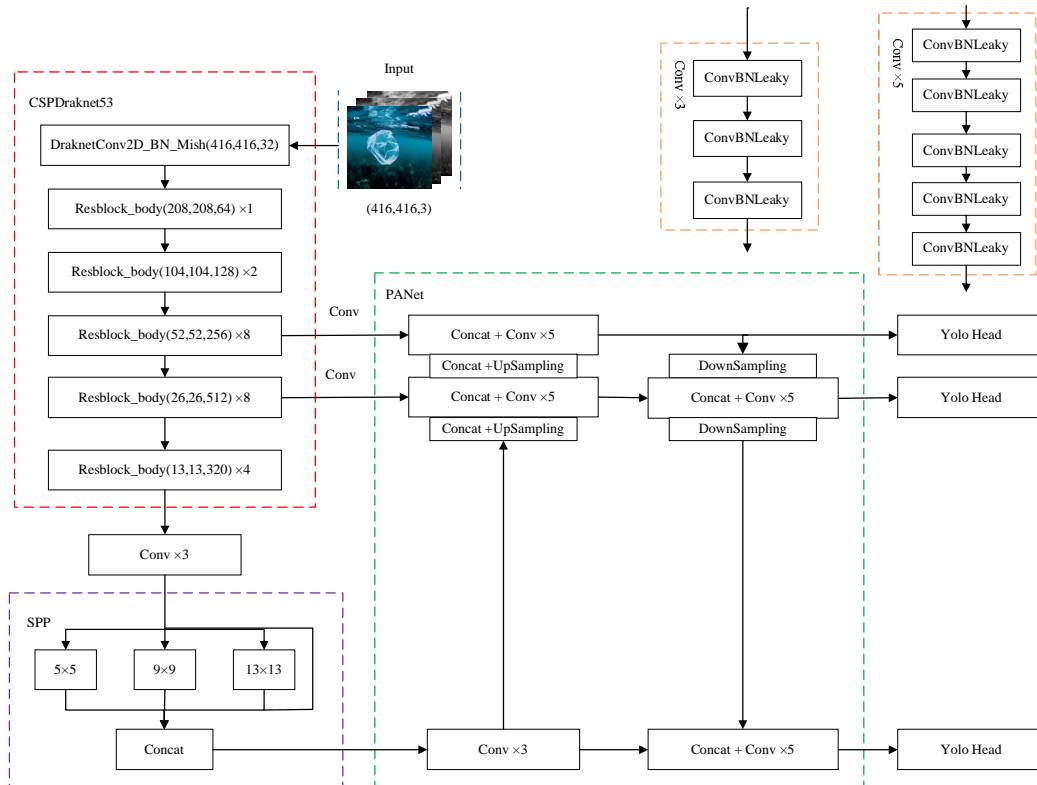 Input
(416,416,3)
CSPDraknet53
DraknetConv2D_BN_Mish(416,416,32)
Resblock_body(208,208,64) ×1
Resblock_body(104,104,128) ×2
Resblock_body(52,52,256) ×8
Resblock_body(26,26,512) ×8
Resblock_body(13,13,320) ×4
Conv ×3
SPP
5×5
9×9
13×13
Concat
Conv
Conv
PANet
Concat + Conv ×5
Concat +UpSampling
Concat + Conv ×5
Concat +UpSampling
Conv ×3
DownSampling
Concat + Conv ×5
DownSampling
Concat + Conv ×5
Yolo Head
Yolo Head
Yolo Head
Conv ×3
ConvBNLeaky
ConvBNLeaky
ConvBNLeaky
Conv ×5
ConvBNLeaky
ConvBNLeaky
ConvBNLeaky
ConvBNLeaky
ConvBNLeaky